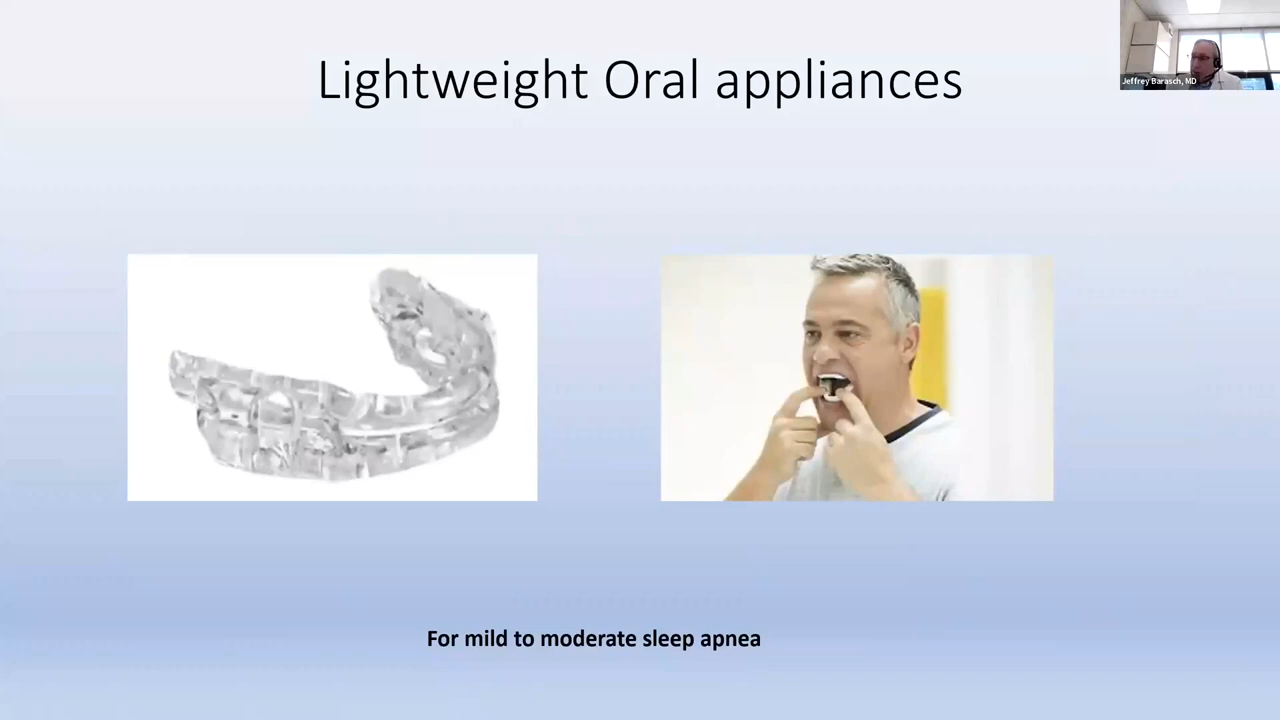 Lightweight Oral appliances
Jeffrey Barasch, MD
For mild to moderate sleep apnea